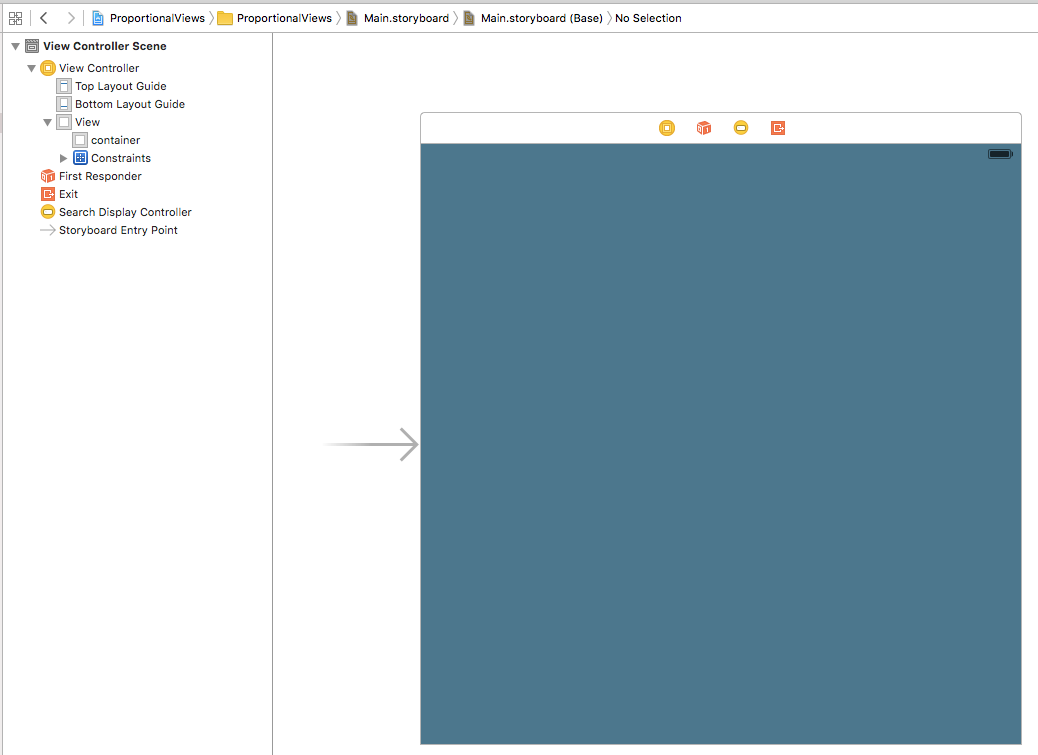 ProportionalViews ProportionalViews Main.storyboard Main.storyboard (Base) No Selection
View Controller Scene
View Controller
Top Layout Guide
Bottom Layout Guide
View
container
Constraints
First Responder
Exit
Search Display Controller
Storyboard Entry Point